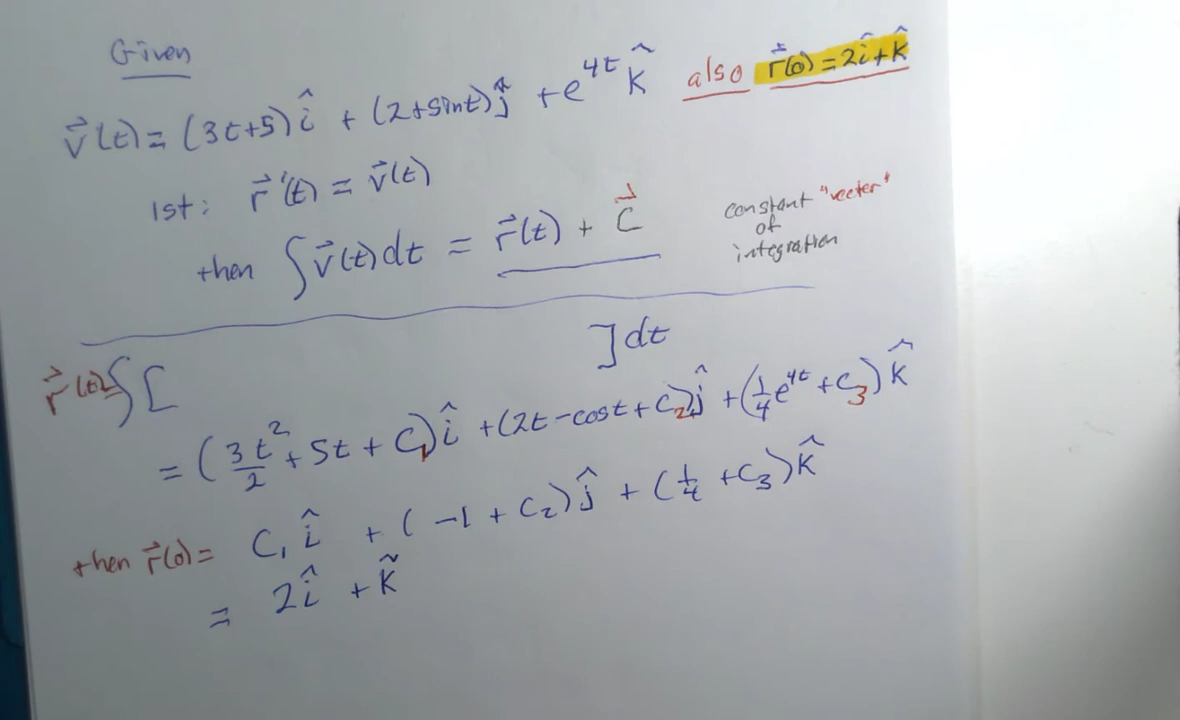 Given
v⃗(t) = (3t+5)î + (2+sint)ĵ + e^{4t} k̂ also r⃗(0) = 2î + k̂
1st: r⃗'(t) = v⃗(t)
then ∫v⃗(t)dt = r⃗(t) + C⃗ constant "vector" of integration
r⃗(t)= ∫[ ]dt
= (3t²/2 + 5t + C₁)î + (2t - cost + C₂)ĵ + (1/4 e^{4t} + C₃)k̂
then r⃗(0) = C₁î + (-1 + C₂)ĵ + (1/4 + C₃)k̂
= 2î + k̃